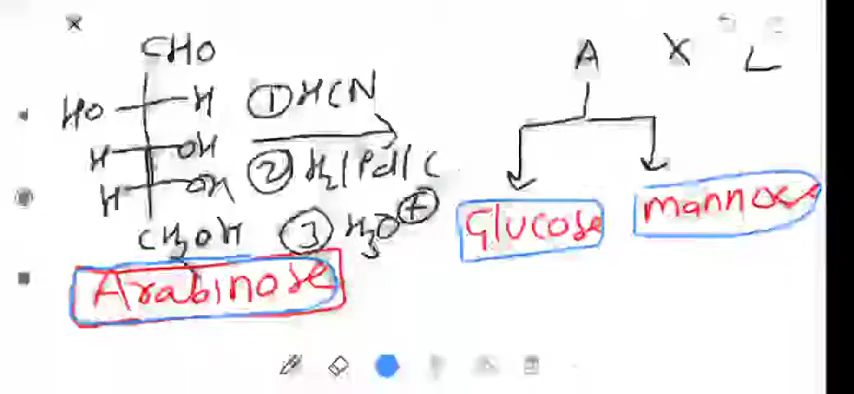 CHO
HO H ① HCN
H OH
② H₂/Pd/C
H OH
CH₂OH ③ H₃O⊕
Arabinose
A X L
Glucose mannose